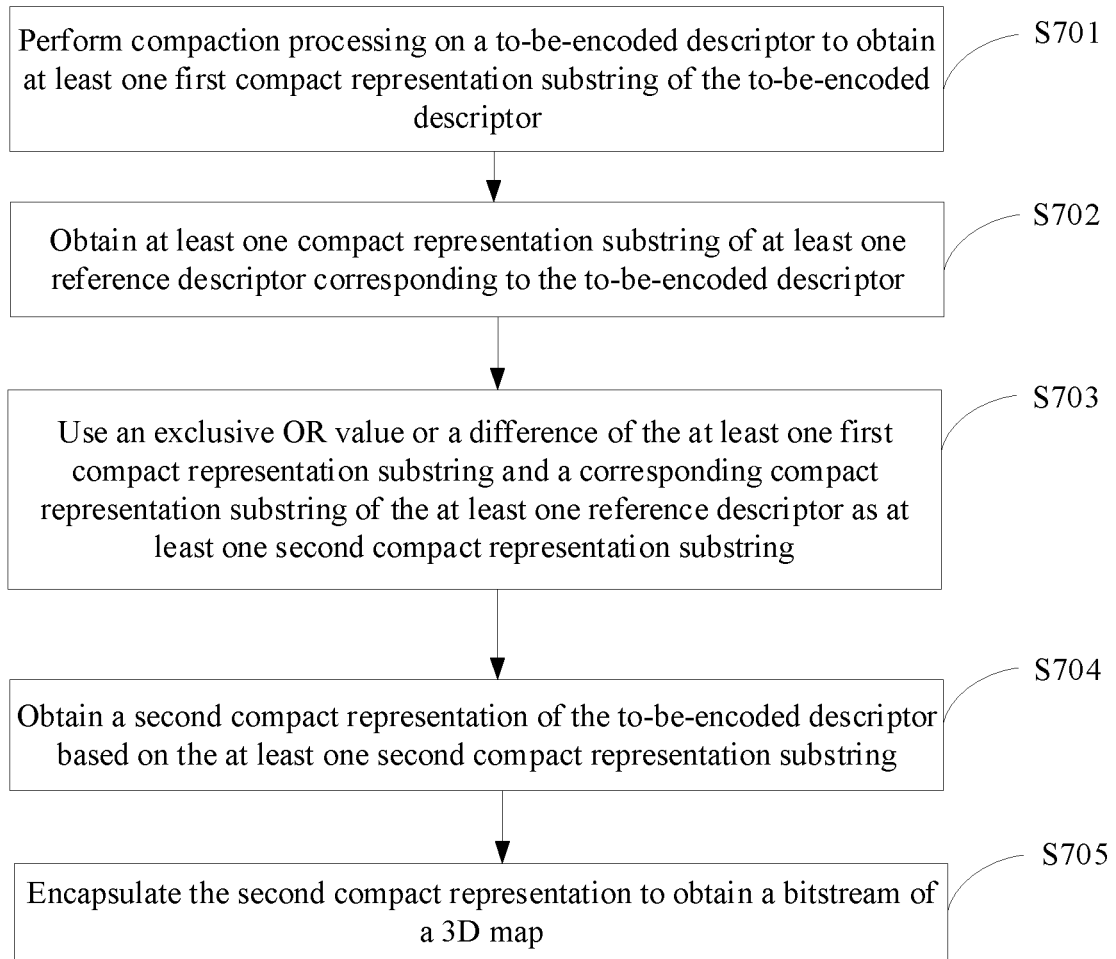 Perform compaction processing on a to-be-encoded descriptor to obtain
at least one first compact representation substring of the to-be-encoded
descriptor
S701
Obtain at least one compact representation substring of at least one
reference descriptor corresponding to the to-be-encoded descriptor
S702
Use an exclusive OR value or a difference of the at least one first
compact representation substring and a corresponding compact
representation substring of the at least one reference descriptor as at
least one second compact representation substring
S703
Obtain a second compact representation of the to-be-encoded descriptor
based on the at least one second compact representation substring
S704
Encapsulate the second compact representation to obtain a bitstream of
a 3D map
S705